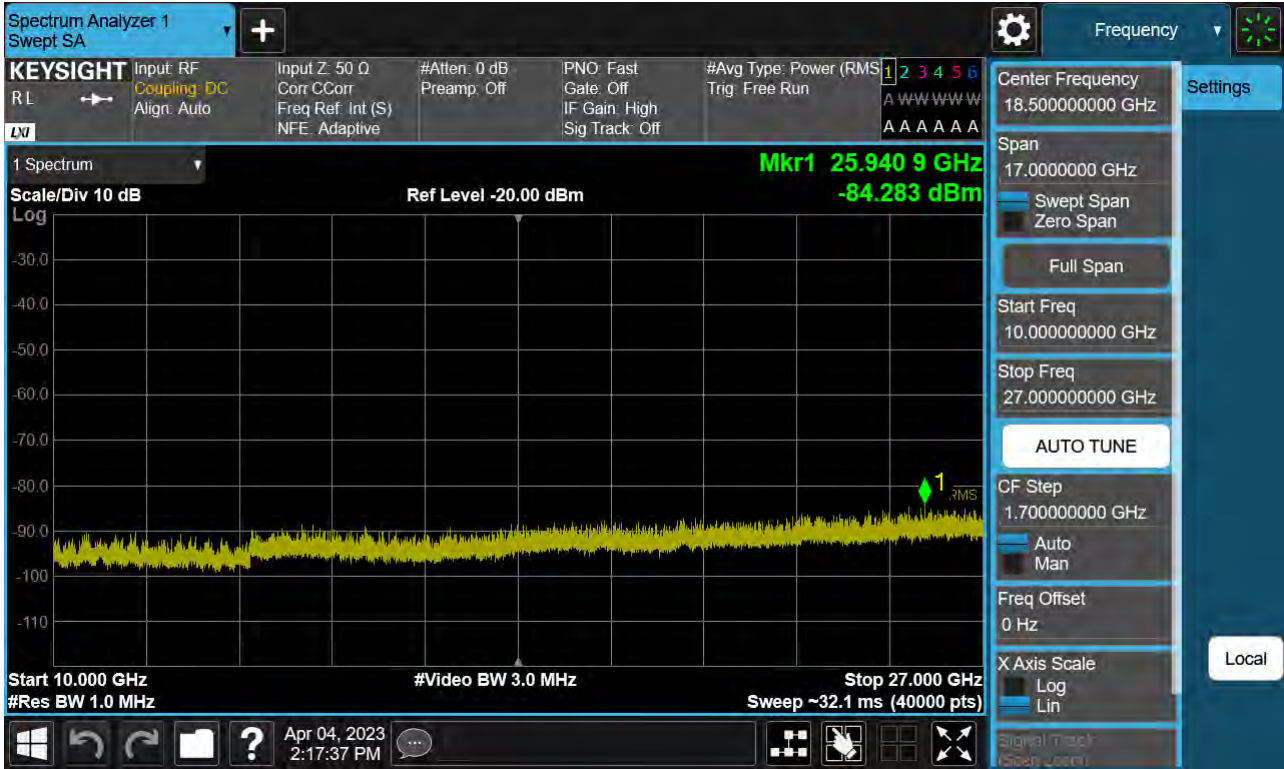 Spectrum Analyzer 1
Swept SA
+
Frequency
KEYSIGHT
RL
LXI
Input: RF
Coupling: DC
Align: Auto
Input Z: 50 Ω
Corr CCorr
Freq Ref: Int (S)
NFE: Adaptive
#Atten: 0 dB
Preamp: Off
PNO: Fast
Gate: Off
IF Gain: High
Sig Track: Off
#Avg Type: Power (RMS
Trig: Free Run
1 2 3 4 5 6
A W W W W W
A A A A A A
1 Spectrum
Scale/Div 10 dB
Log
Ref Level -20.00 dBm
Mkr1 25.940 9 GHz
-84.283 dBm
-30.0
-40.0
-50.0
-60.0
-70.0
-80.0
-90.0
-100
-110
1
RMS
Start 10.000 GHz
#Res BW 1.0 MHz
#Video BW 3.0 MHz
Stop 27.000 GHz
Sweep ~32.1 ms (40000 pts)
Center Frequency
18.500000000 GHz
Span
17.0000000 GHz
Swept Span
Zero Span
Full Span
Start Freq
10.000000000 GHz
Stop Freq
27.000000000 GHz
AUTO TUNE
CF Step
1.700000000 GHz
Auto
Man
Freq Offset
0 Hz
X Axis Scale
Log
Lin
Signal Track
(Span Zoom)
Settings
Local
?
Apr 04, 2023
2:17:37 PM